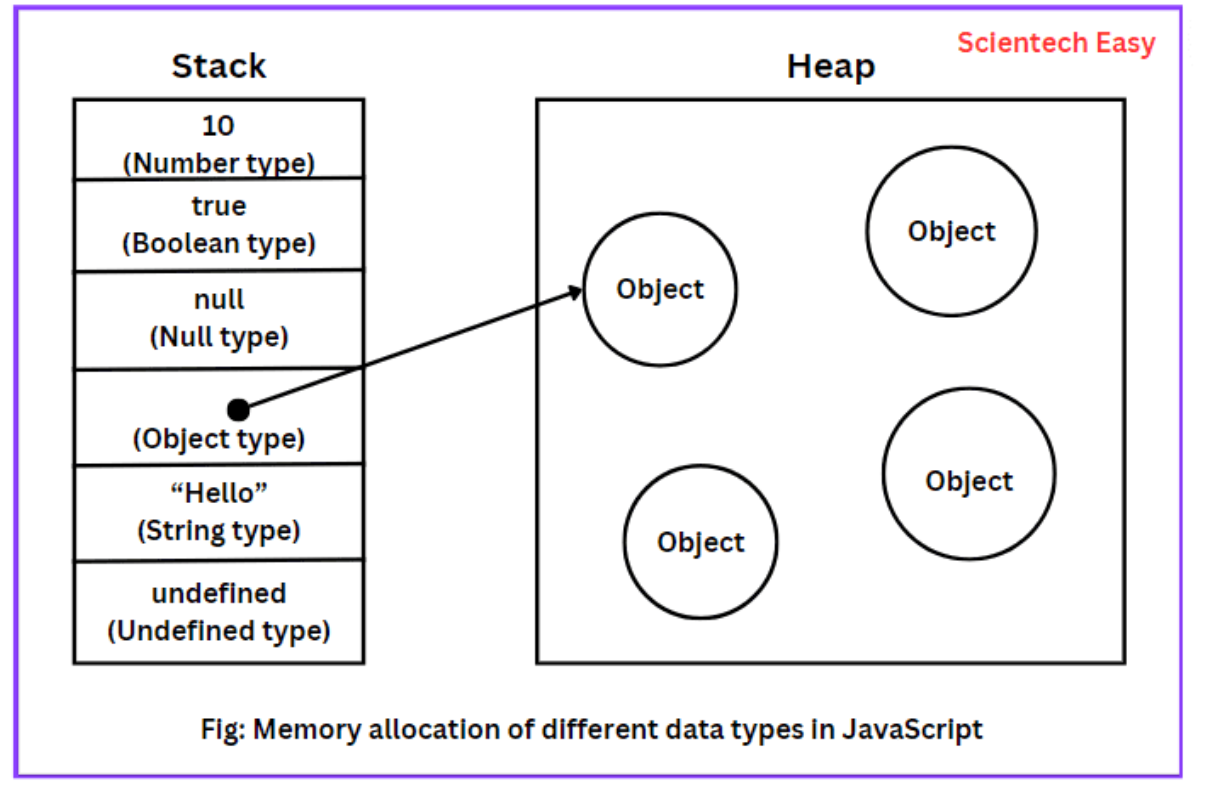 Scientech Easy
Stack
10
(Number type)
true
(Boolean type)
null
(Null type)
(Object type)
“Hello”
(String type)
undefined
(Undefined type)
Heap
Object
Object
Object
Object
Fig: Memory allocation of different data types in JavaScript